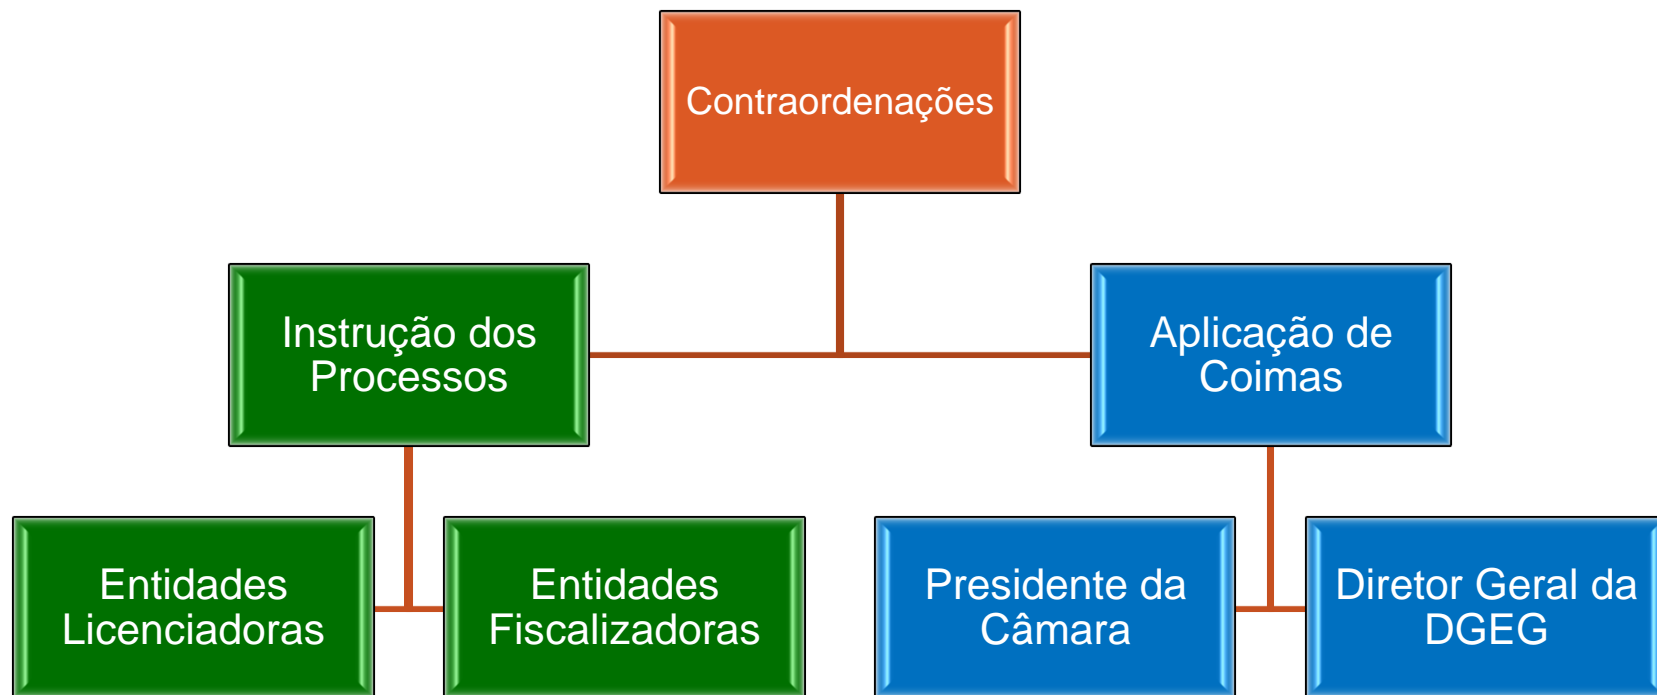 Contraordenações
Instrução dos
Processos
Aplicação de
Coimas
Entidades
Licenciadoras
Entidades
Fiscalizadoras
Presidente da
Câmara
Diretor Geral da
DGEG